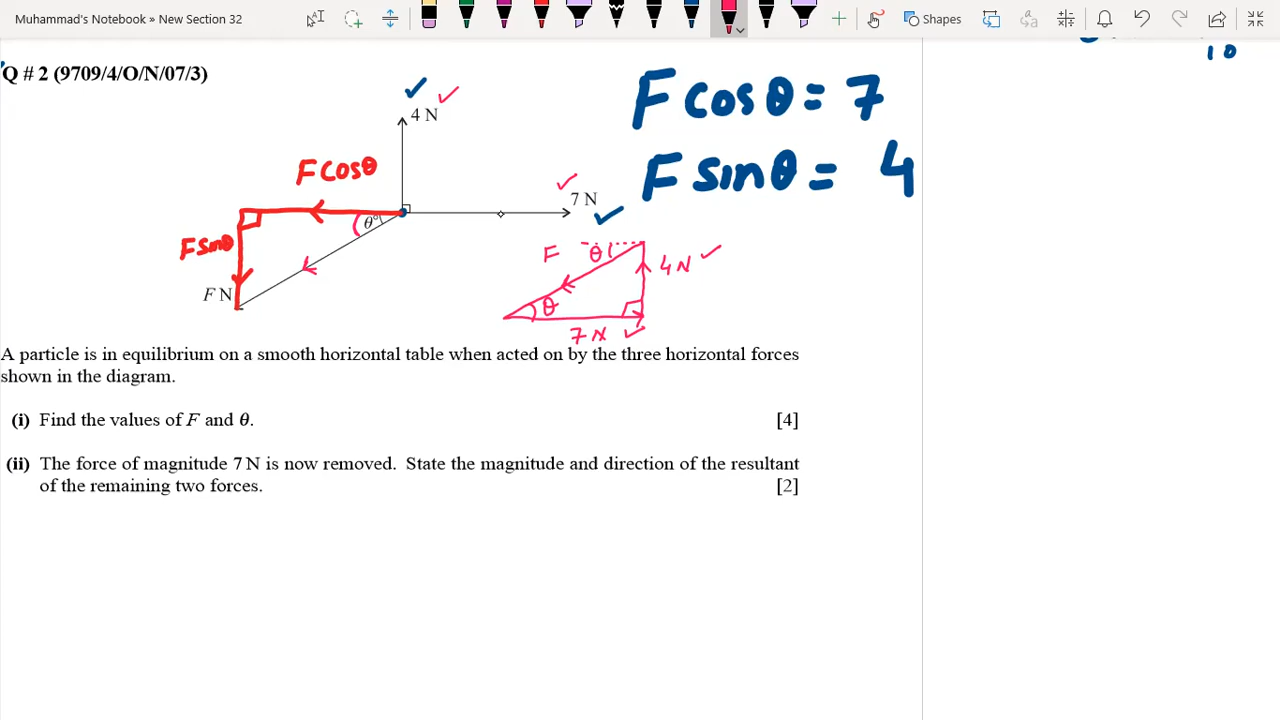 Muhammad's Notebook » New Section 32
Shapes
10
Q # 2 (9709/4/O/N/07/3)
4 N
F cosθ = 7
F cosθ
F sinθ = 4
7 N
θ°
F sinθ
F θ
4 N
F N
θ
7 N
A particle is in equilibrium on a smooth horizontal table when acted on by the three horizontal forces
shown in the diagram.
(i) Find the values of F and θ. [4]
(ii) The force of magnitude 7 N is now removed. State the magnitude and direction of the resultant
of the remaining two forces. [2]